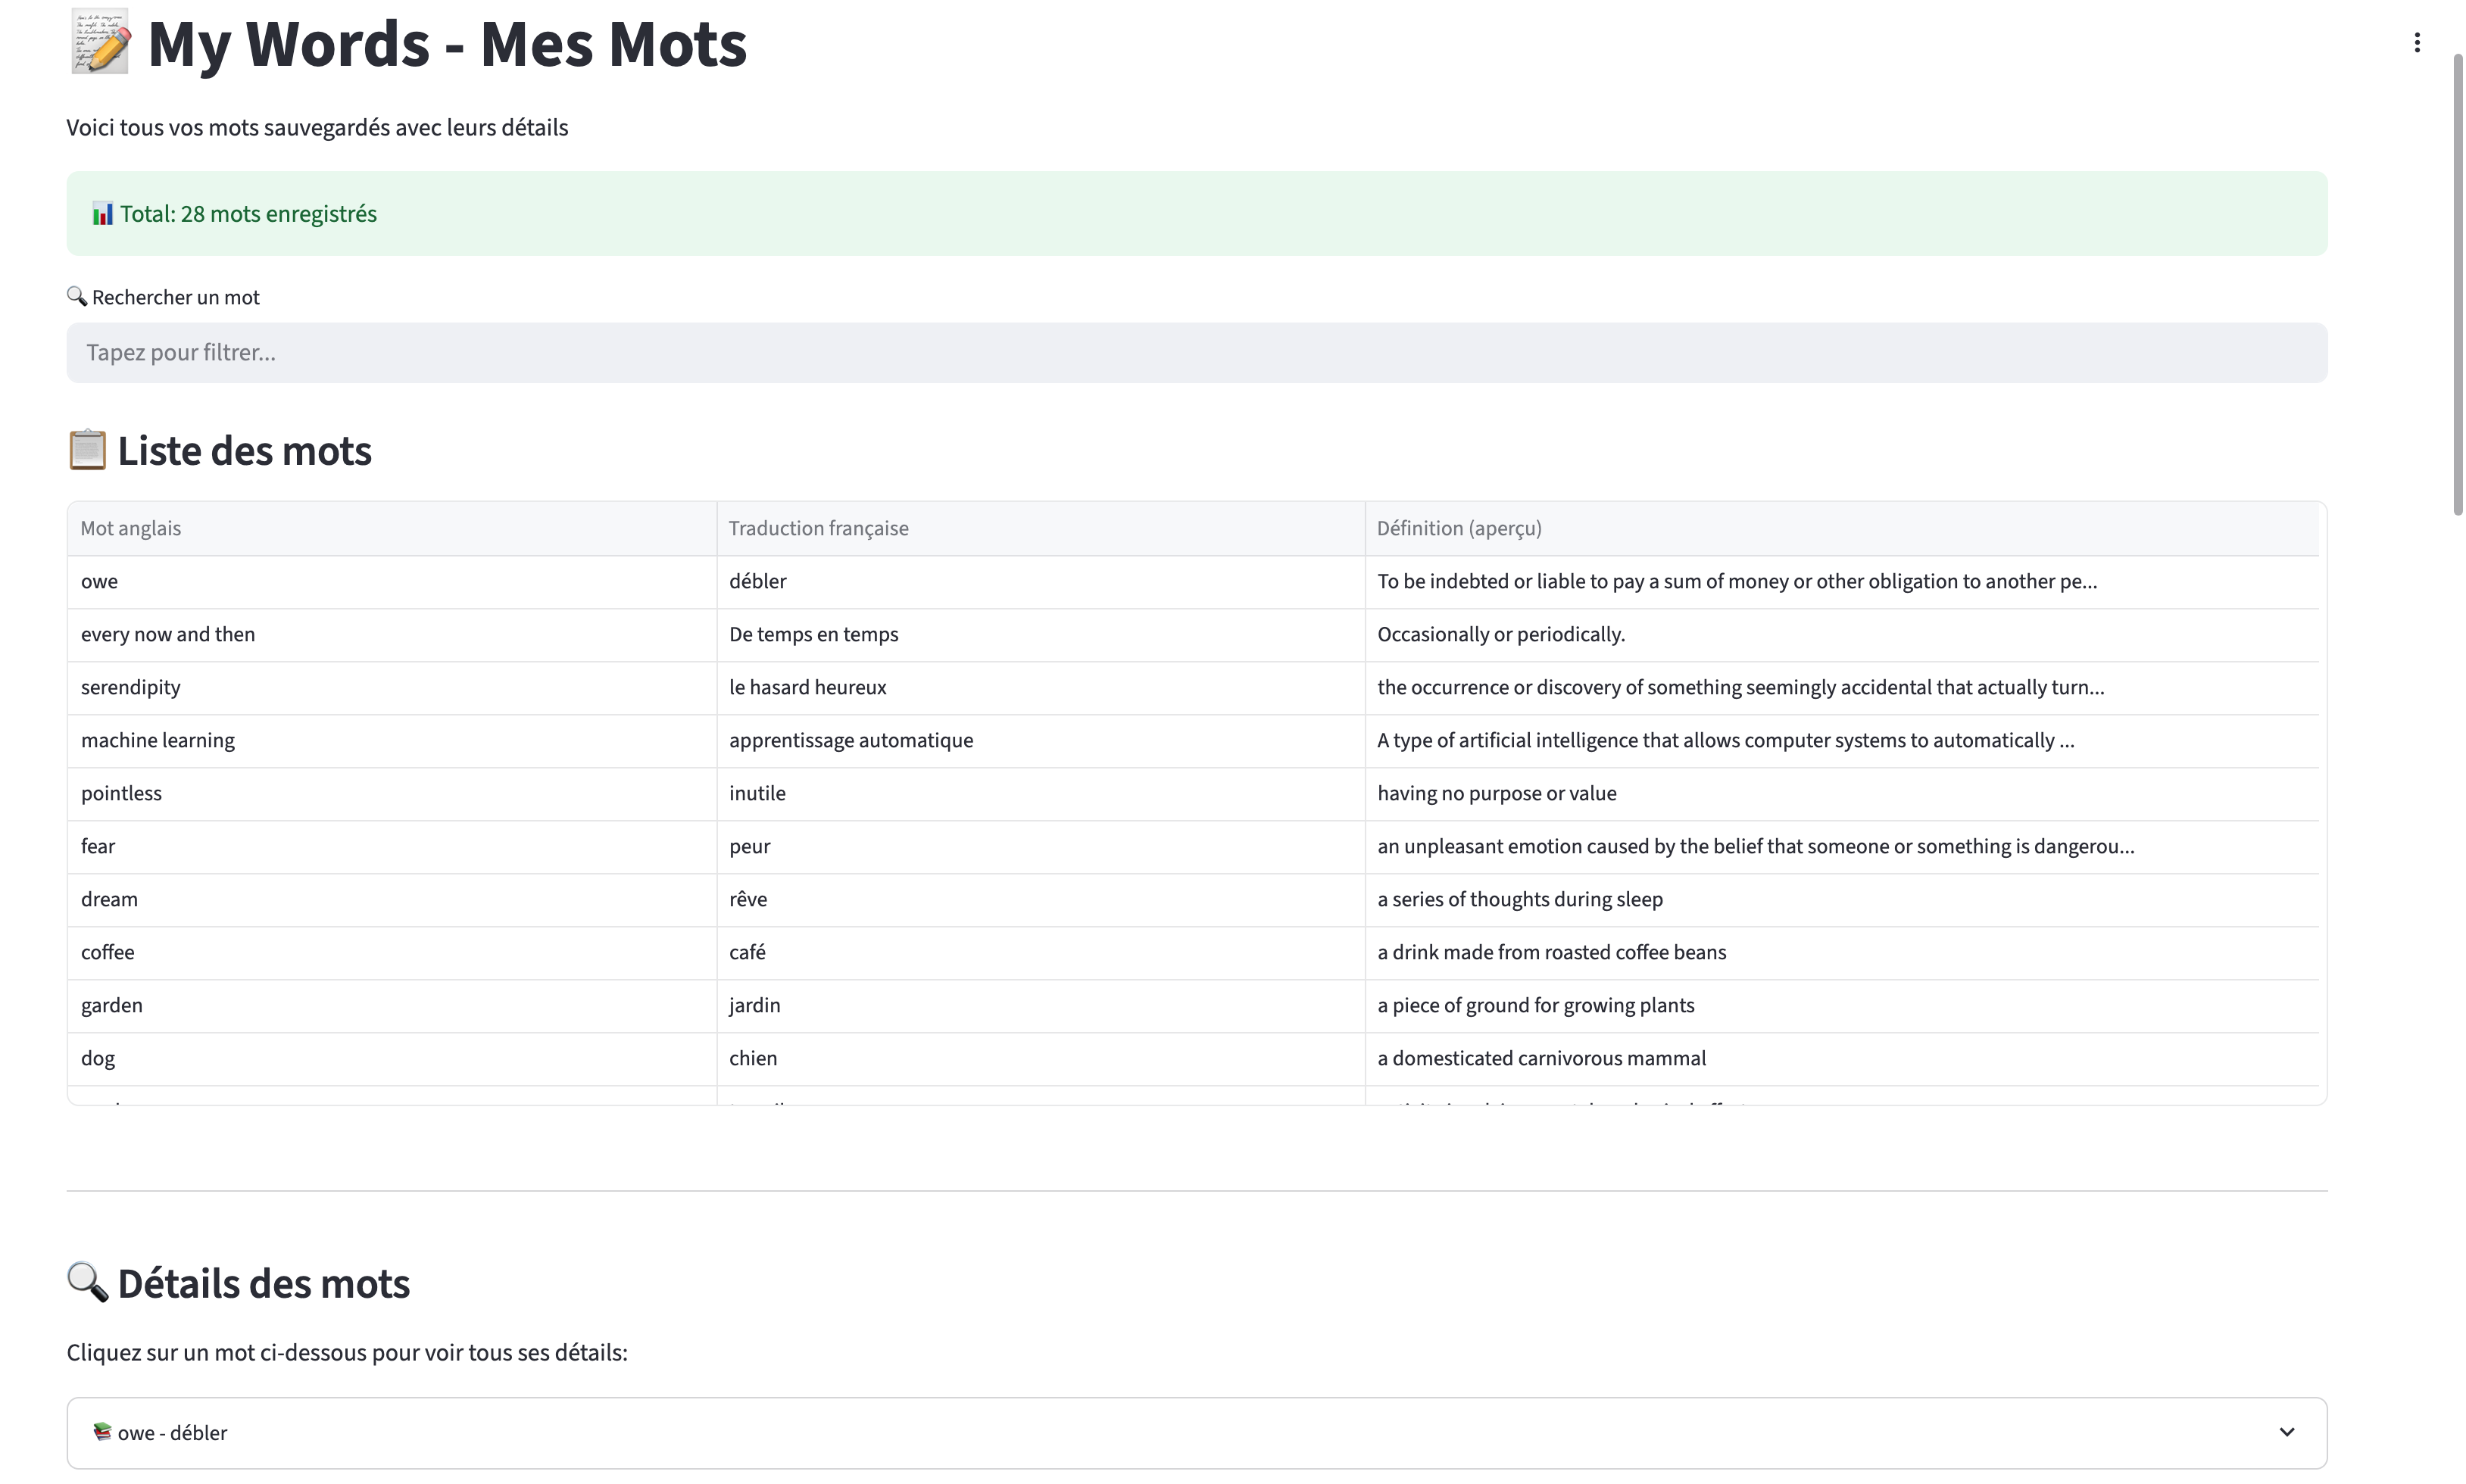 My Words - Mes Mots
Voici tous vos mots sauvegardés avec leurs détails
Total: 28 mots enregistrés
Rechercher un mot
Tapez pour filtrer...
Liste des mots
Mot anglais Traduction française Définition (aperçu)
owe débler To be indebted or liable to pay a sum of money or other obligation to another pe...
every now and then De temps en temps Occasionally or periodically.
serendipity le hasard heureux the occurrence or discovery of something seemingly accidental that actually turn...
machine learning apprentissage automatique A type of artificial intelligence that allows computer systems to automatically ...
pointless inutile having no purpose or value
fear peur an unpleasant emotion caused by the belief that someone or something is dangerou...
dream rêve a series of thoughts during sleep
coffee café a drink made from roasted coffee beans
garden jardin a piece of ground for growing plants
dog chien a domesticated carnivorous mammal
Détails des mots
Cliquez sur un mot ci-dessous pour voir tous ses détails:
owe - débler